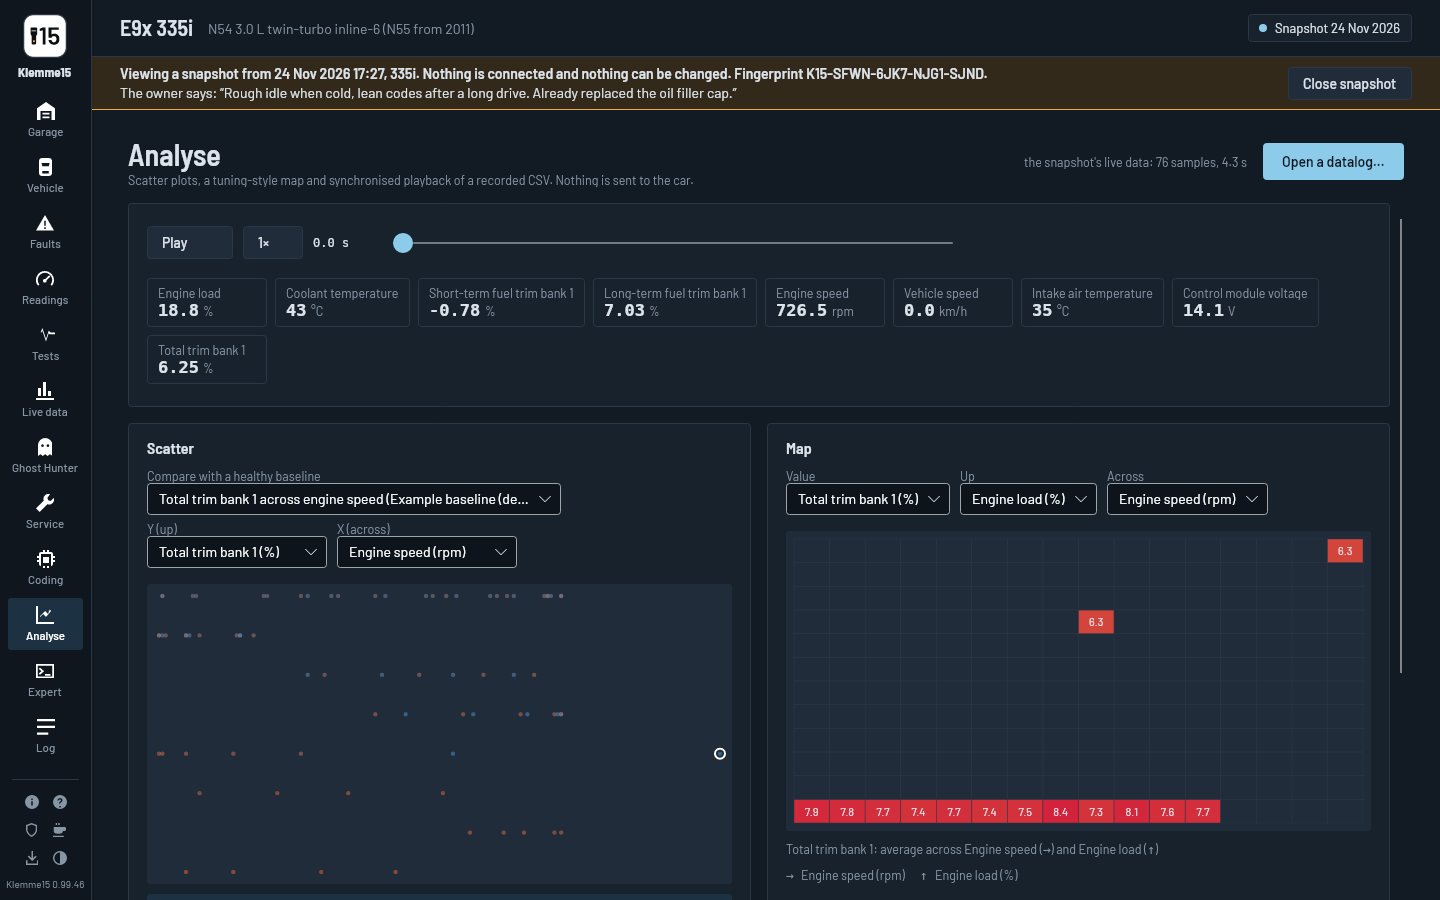 E9x 335i N54 3.0 L twin-turbo inline-6 (N55 from 2011)
Snapshot 24 Nov 2026
Viewing a snapshot from 24 Nov 2026 17:27, 335i. Nothing is connected and nothing can be changed. Fingerprint K15-SFWN-6JK7-NJG1-SJND.
The owner says: “Rough idle when cold, lean codes after a long drive. Already replaced the oil filler cap.”
Close snapshot
I15
Klemme15
Garage
Vehicle
Faults
Readings
Tests
Live data
Ghost Hunter
Service
Coding
Analyse
Expert
Log
Klemme15 0.99.46
Analyse
Scatter plots, a tuning-style map and synchronised playback of a recorded CSV. Nothing is sent to the car.
the snapshot's live data: 76 samples, 4.3 s
Open a datalog...
Play 1× 0.0 s
Engine load
18.8 %
Coolant temperature
43 °C
Short-term fuel trim bank 1
-0.78 %
Long-term fuel trim bank 1
7.03 %
Engine speed
726.5 rpm
Vehicle speed
0.0 km/h
Intake air temperature
35 °C
Control module voltage
14.1 V
Total trim bank 1
6.25 %
Scatter
Compare with a healthy baseline
Total trim bank 1 across engine speed (Example baseline (de...
Y (up) X (across)
Total trim bank 1 (%) Engine speed (rpm)
Map
Value Up Across
Total trim bank 1 (%) Engine load (%) Engine speed (rpm)
6.3
6.3
7.9 7.8 7.7 7.4 7.7 7.4 7.5 8.4 7.3 8.1 7.6 7.7
Total trim bank 1: average across Engine speed (→) and Engine load (↑)
→ Engine speed (rpm) ↑ Engine load (%)